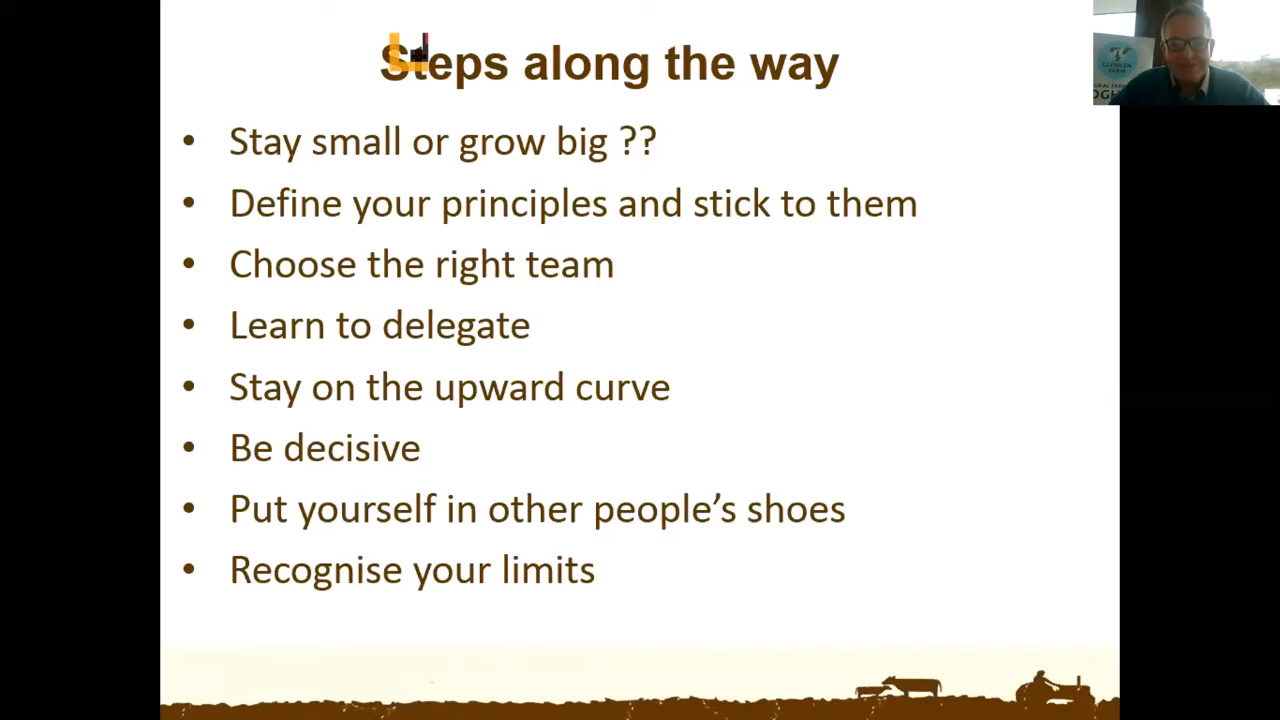 Steps along the way
• Stay small or grow big ??
• Define your principles and stick to them
• Choose the right team
• Learn to delegate
• Stay on the upward curve
• Be decisive
• Put yourself in other people’s shoes
• Recognise your limits
GLENILEN
FARM